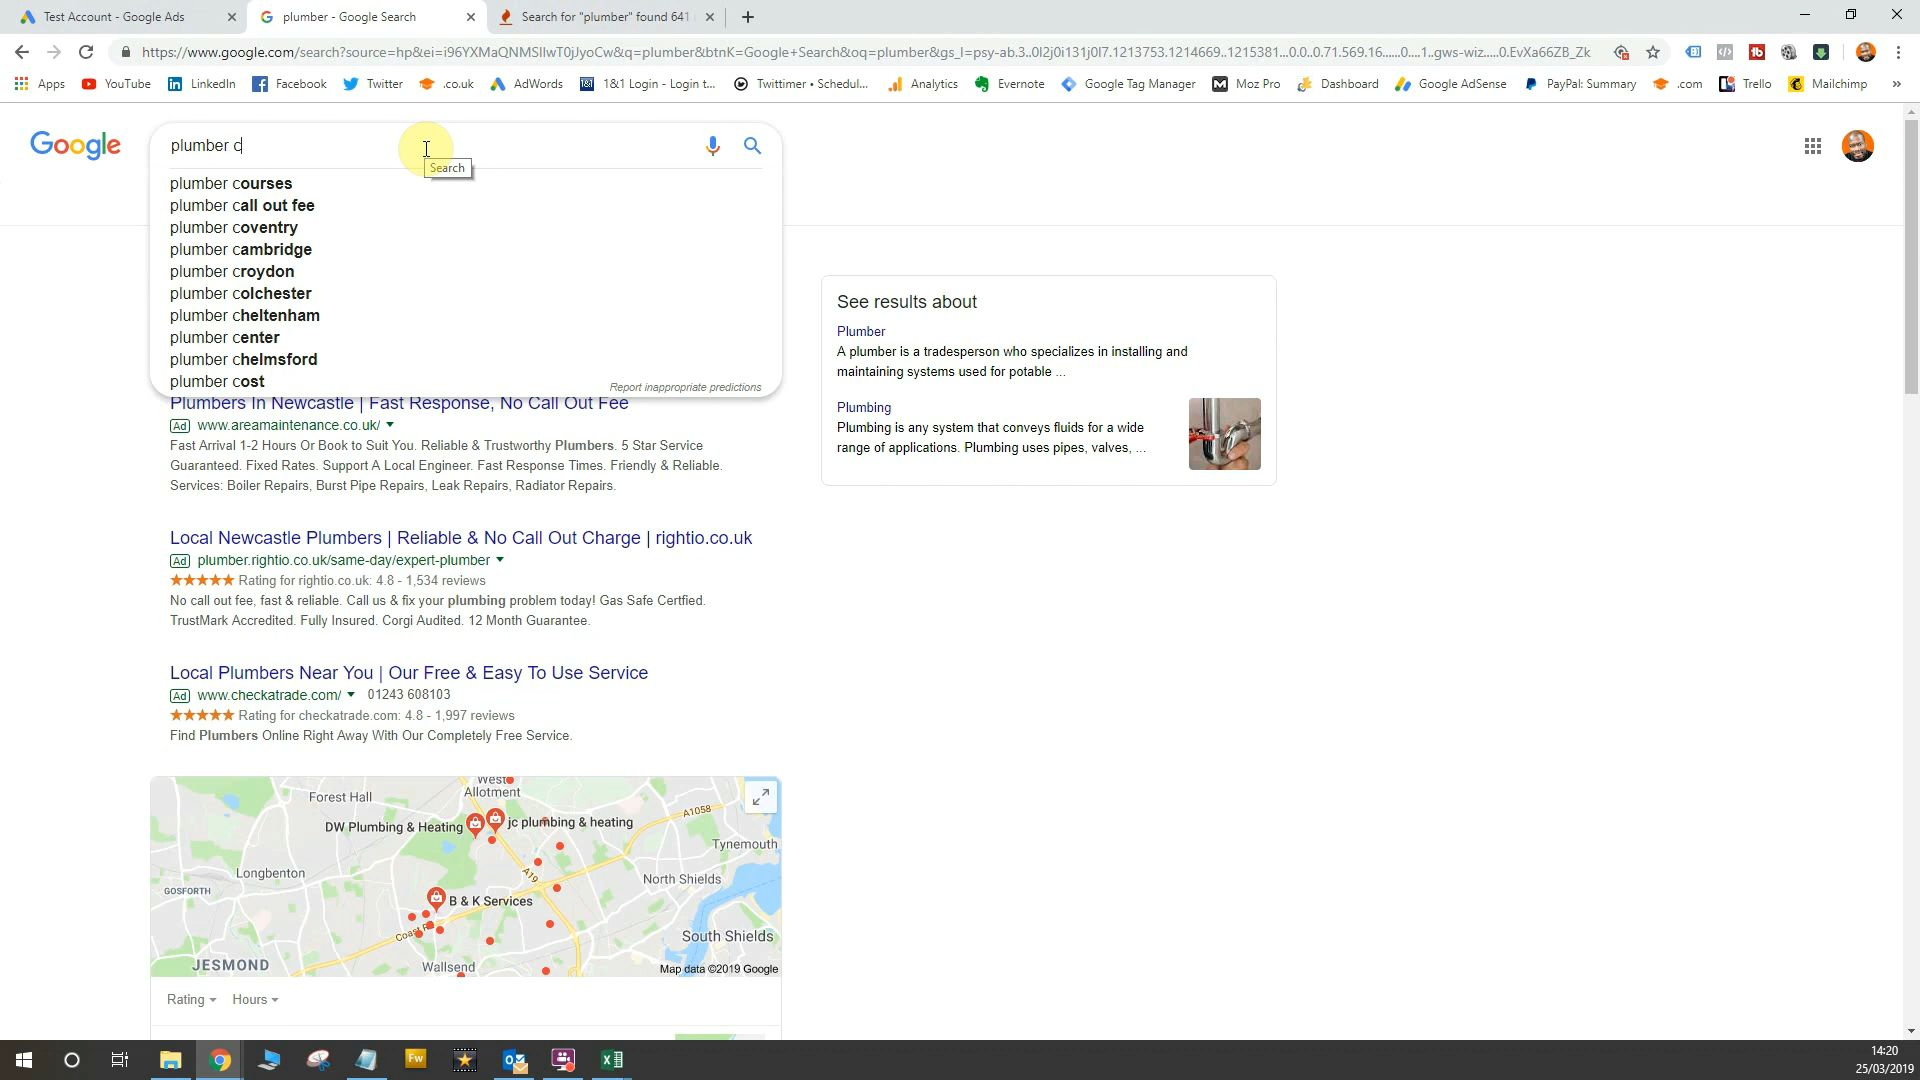 Test Account - Google Ads
plumber - Google Search
Search for "plumber" found 641
https://www.google.com/search?source=hp&ei=i96YXMaQNMSIlwT0jJyoCw&q=plumber&btnK=Google+Search&oq=plumber&gs_l=psy-ab.3..0l2j0i131j0l7.1213753.1214669..1215381...0.0..0.71.569.16......0....1..gws-wiz.....0.EvXa66ZB_Zk
Apps YouTube LinkedIn Facebook Twitter .co.uk AdWords 1&1 Login - Login t... Twittimer • Schedul... Analytics Evernote Google Tag Manager Moz Pro Dashboard Google AdSense PayPal: Summary .com Trello Mailchimp »
Google
plumber c
Search
plumber courses
plumber call out fee
plumber coventry
plumber cambridge
plumber croydon
plumber colchester
plumber cheltenham
plumber center
plumber chelmsford
plumber cost
Report inappropriate predictions
See results about
Plumber
A plumber is a tradesperson who specializes in installing and
maintaining systems used for potable ...
Plumbing
Plumbing is any system that conveys fluids for a wide
range of applications. Plumbing uses pipes, valves, ...
Plumbers In Newcastle | Fast Response, No Call Out Fee
Ad www.areamaintenance.co.uk/
Fast Arrival 1-2 Hours Or Book to Suit You. Reliable & Trustworthy Plumbers. 5 Star Service
Guaranteed. Fixed Rates. Support A Local Engineer. Fast Response Times. Friendly & Reliable.
Services: Boiler Repairs, Burst Pipe Repairs, Leak Repairs, Radiator Repairs.
Local Newcastle Plumbers | Reliable & No Call Out Charge | rightio.co.uk
Ad plumber.rightio.co.uk/same-day/expert-plumber
Rating for rightio.co.uk: 4.8 - 1,534 reviews
No call out fee, fast & reliable. Call us & fix your plumbing problem today! Gas Safe Certfied.
TrustMark Accredited. Fully Insured. Corgi Audited. 12 Month Guarantee.
Local Plumbers Near You | Our Free & Easy To Use Service
Ad www.checkatrade.com/ 01243 608103
Rating for checkatrade.com: 4.8 - 1,997 reviews
Find Plumbers Online Right Away With Our Completely Free Service.
West
Allotment
Forest Hall
A1058
DW Plumbing & Heating
jc plumbing & heating
Tynemouth
A19
Longbenton
North Shields
GOSFORTH
B & K Services
Coast R
South Shields
JESMOND
Wallsend
Map data ©2019 Google
Rating Hours
Fw
14:20
25/03/2019